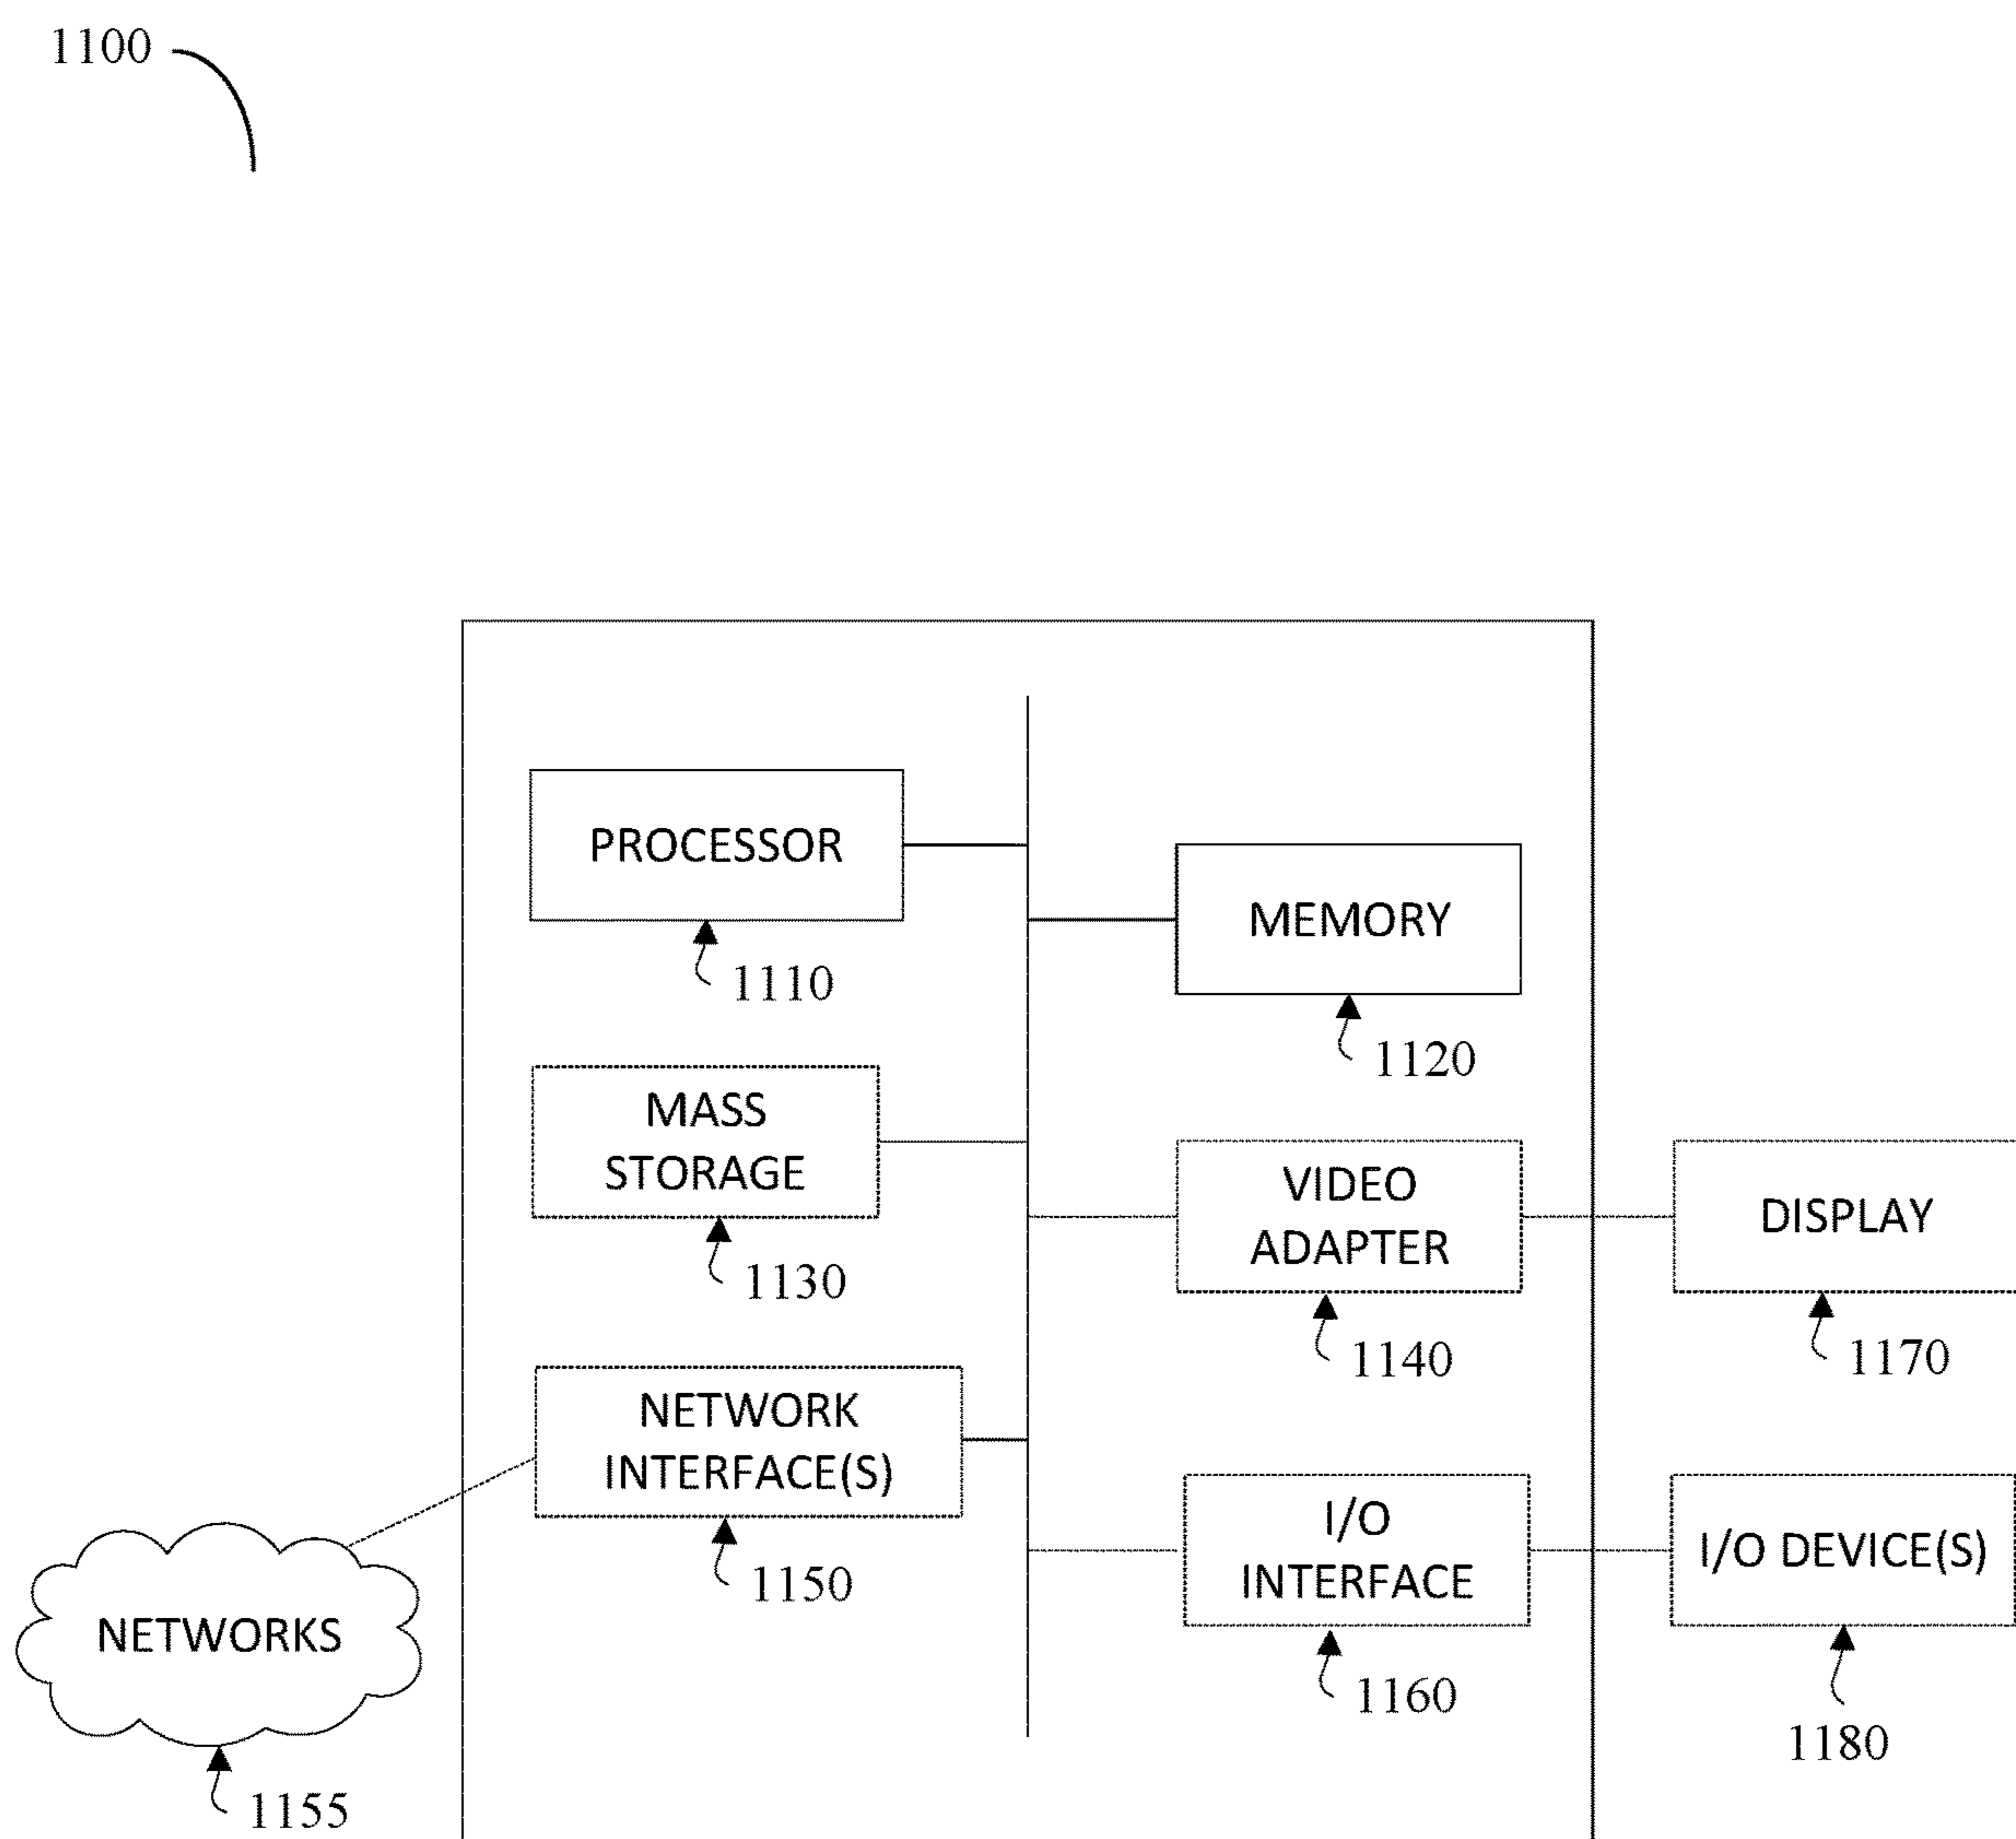 1100
PROCESSOR
1110
MEMORY
1120
MASS
STORAGE
1130
VIDEO
ADAPTER
1140
DISPLAY
1170
NETWORK
INTERFACE(S)
1150
I/O
INTERFACE
1160
I/O DEVICE(S)
1180
NETWORKS
1155